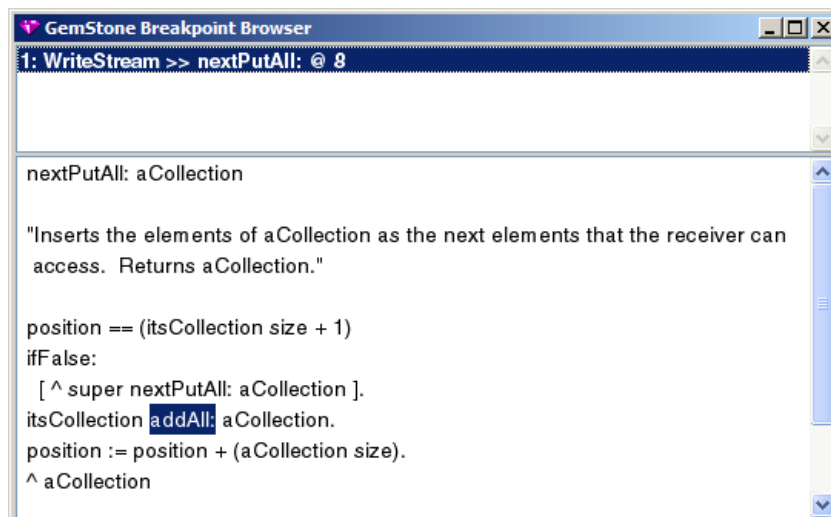 GemStone Breakpoint Browser
1: WriteStream >> nextPutAll: @ 8
nextPutAll: aCollection
"Inserts the elements of aCollection as the next elements that the receiver can
access. Returns aCollection."
position == (itsCollection size + 1)
ifFalse:
[ ^ super nextPutAll: aCollection ].
itsCollection addAll: aCollection.
position := position + (aCollection size).
^ aCollection